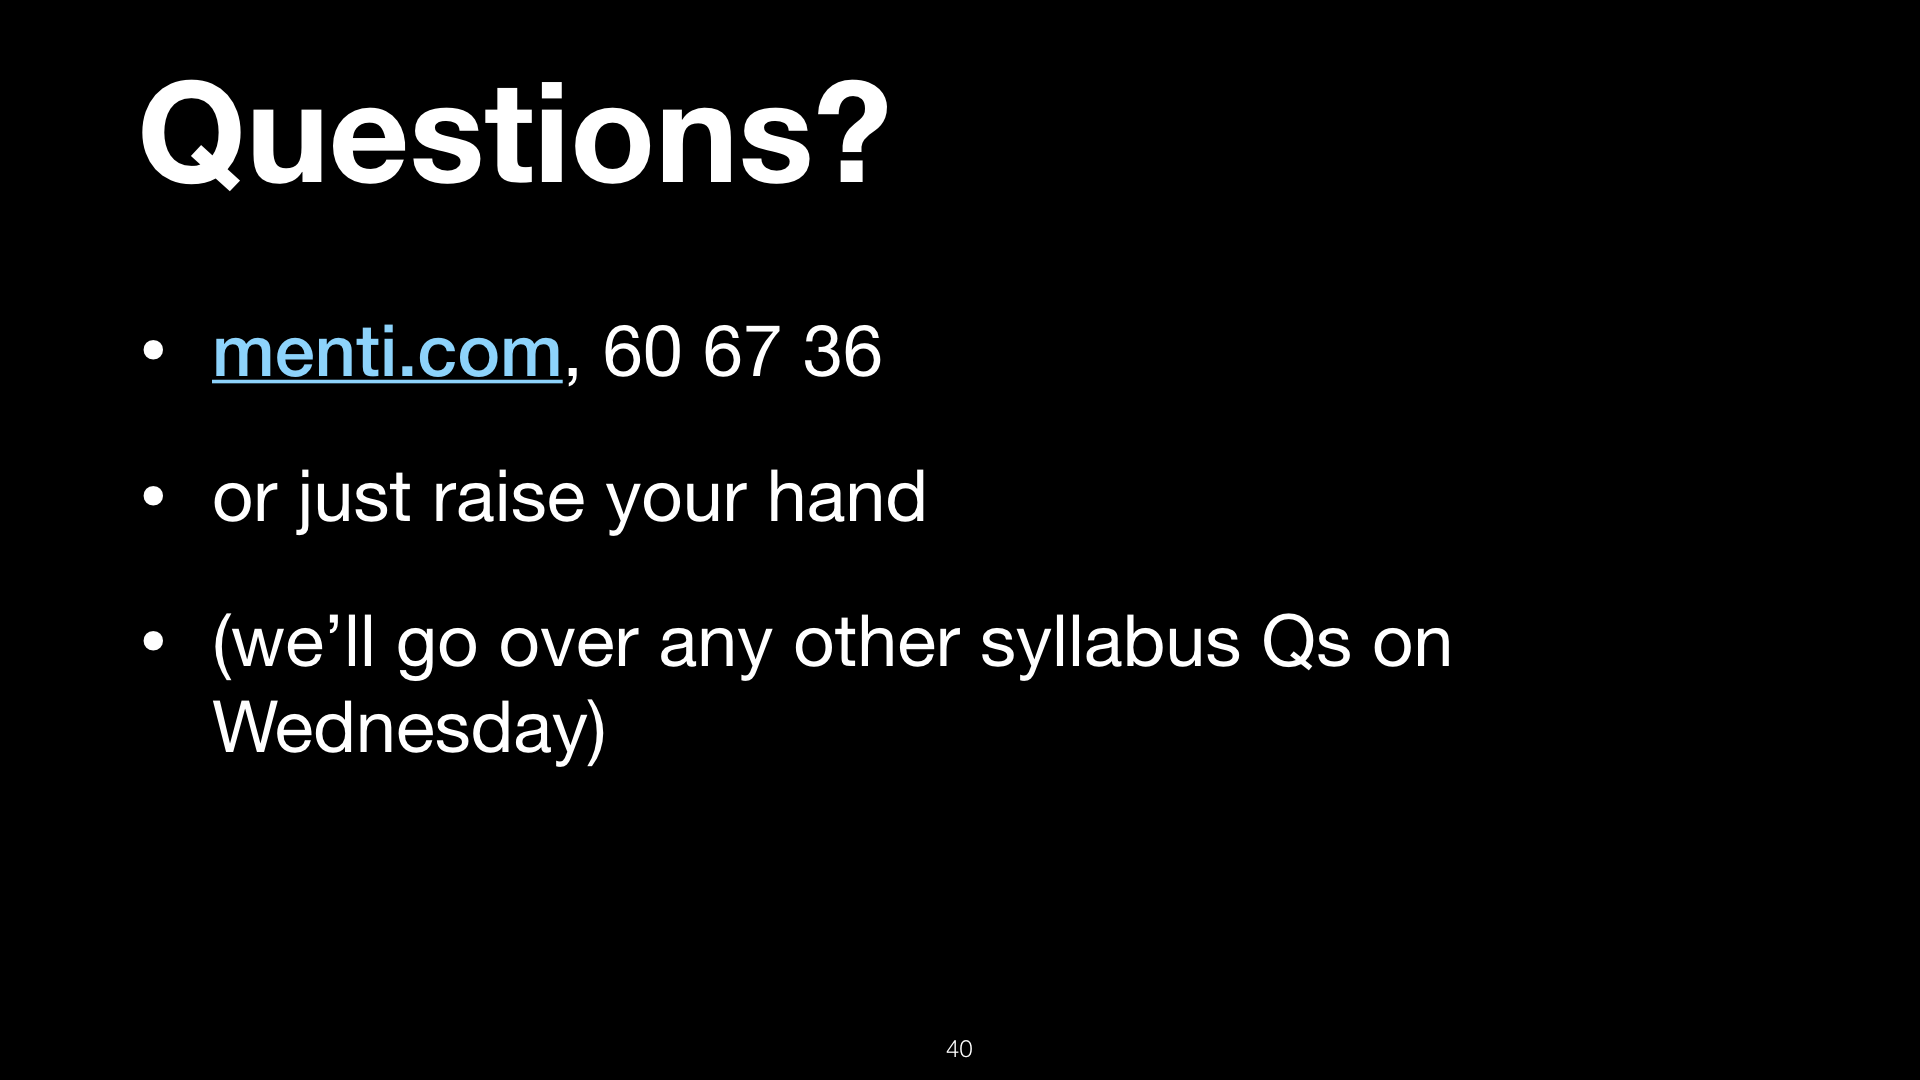 Questions?
• menti.com, 60 67 36
• or just raise your hand
• (we’ll go over any other syllabus Qs on
Wednesday)
40